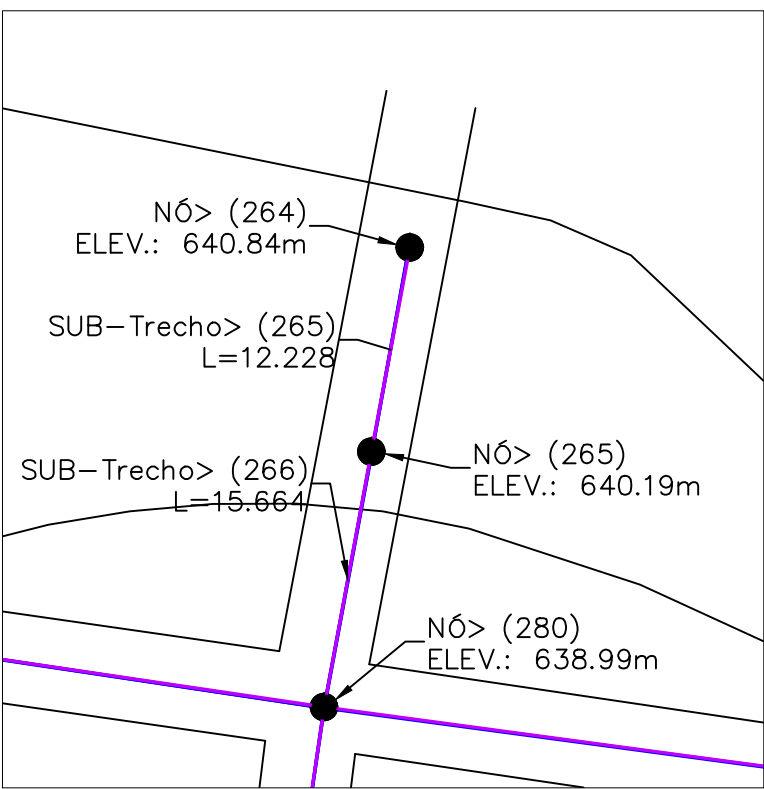 NÓ> (264)
ELEV.: 640.84m
SUB-Trecho> (265)
L=12.228
NÓ> (265)
ELEV.: 640.19m
SUB-Trecho> (266)
L=15.664
NÓ> (280)
ELEV.: 638.99m